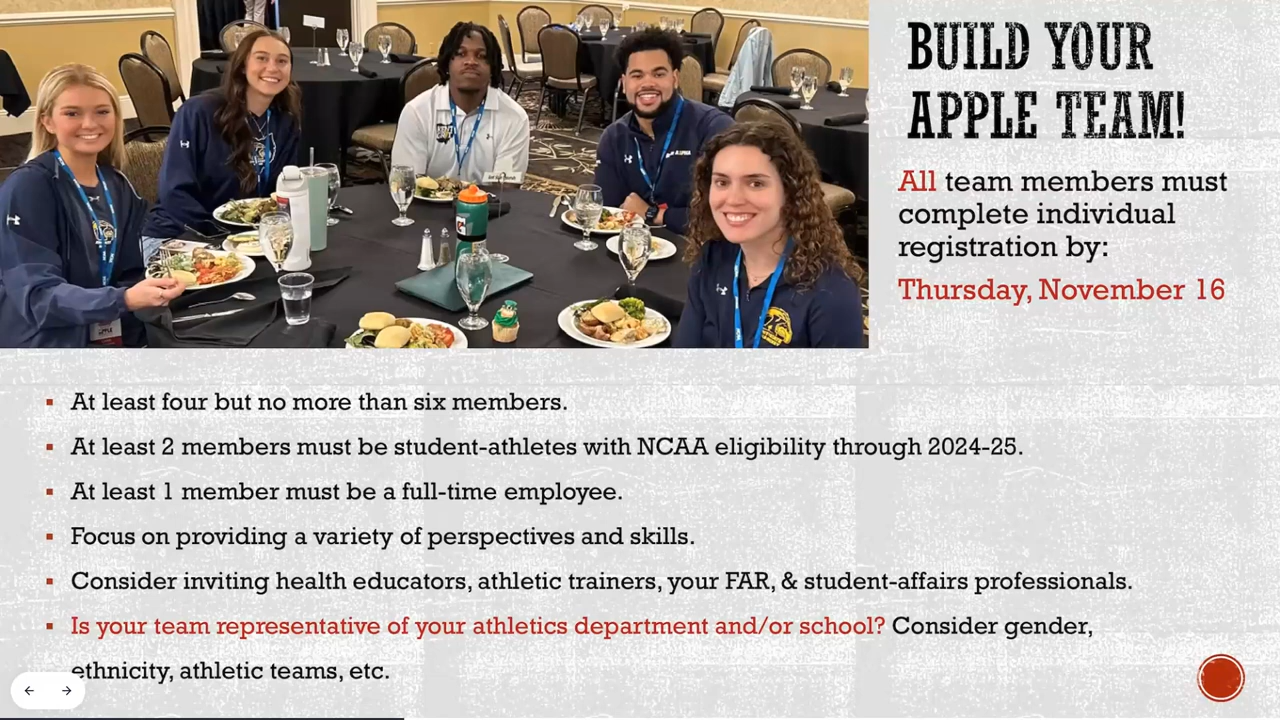 BUILD YOUR
APPLE TEAM!
All team members must
complete individual
registration by:
Thursday, November 16
▪ At least four but no more than six members.
▪ At least 2 members must be student-athletes with NCAA eligibility through 2024-25.
▪ At least 1 member must be a full-time employee.
▪ Focus on providing a variety of perspectives and skills.
▪ Consider inviting health educators, athletic trainers, your FAR, & student-affairs professionals.
▪ Is your team representative of your athletics department and/or school? Consider gender,
ethnicity, athletic teams, etc.